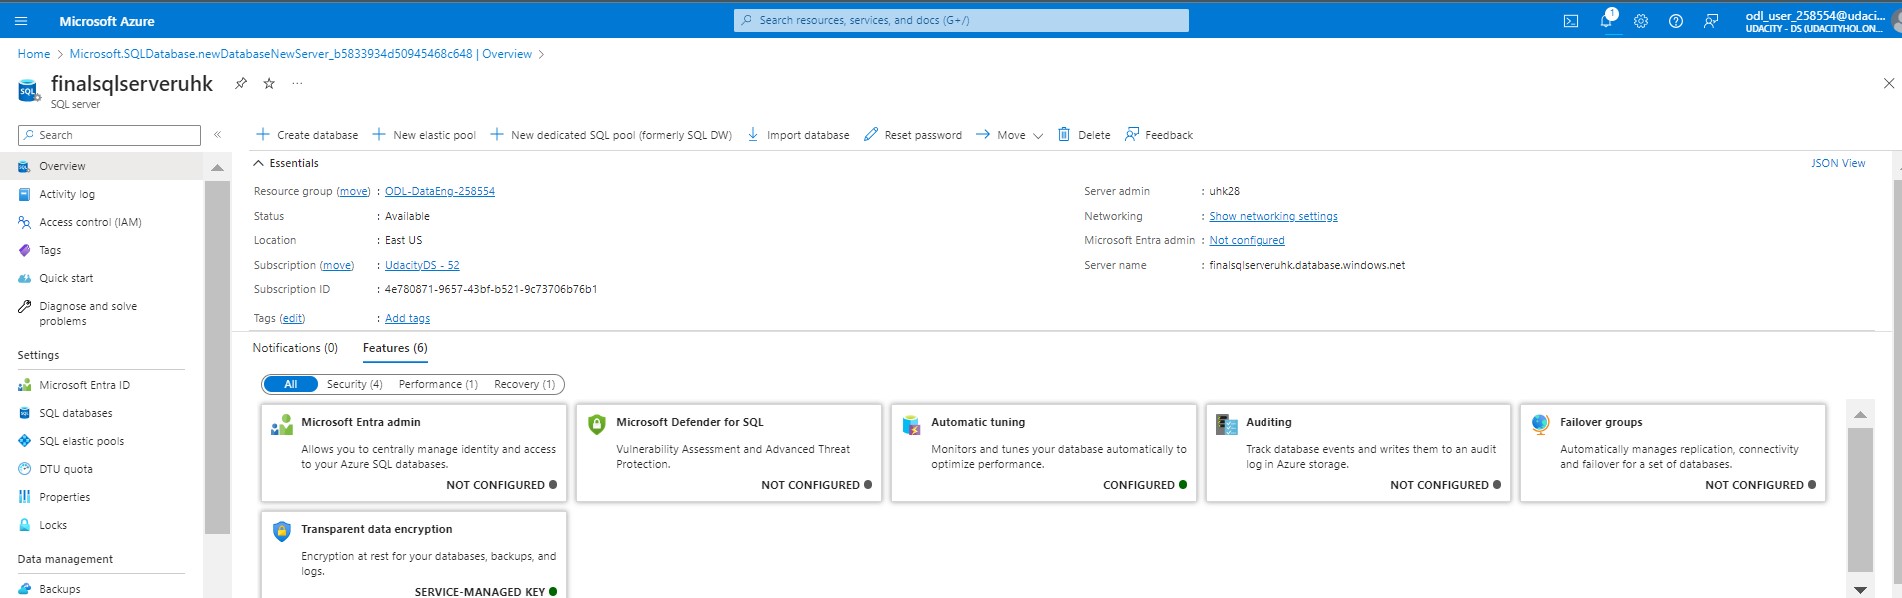 Microsoft Azure
Search resources, services, and docs (G+/)
1
odl_user_258554@udaci...
UDACITY - DS (UDACITYHOL.ON...
Home > Microsoft.SQLDatabase.newDatabaseNewServer_b5833934d50945468c648 | Overview >
finalsqlserveruhk
SQL server
Search
Overview
Activity log
Access control (IAM)
Tags
Quick start
Diagnose and solve
problems
Settings
Microsoft Entra ID
SQL databases
SQL elastic pools
DTU quota
Properties
Locks
Data management
Backups
Create database
New elastic pool
New dedicated SQL pool (formerly SQL DW)
Import database
Reset password
Move
Delete
Feedback
Essentials
JSON View
Resource group (move) : ODL-DataEng-258554
Status : Available
Location : East US
Subscription (move) : UdacityDS - 52
Subscription ID : 4e780871-9657-43bf-b521-9c73706b76b1
Tags (edit) : Add tags
Server admin : uhk28
Networking : Show networking settings
Microsoft Entra admin : Not configured
Server name : finalsqlserveruhk.database.windows.net
Notifications (0)
Features (6)
All
Security (4)
Performance (1)
Recovery (1)
Microsoft Entra admin
Allows you to centrally manage identity and access
to your Azure SQL databases.
NOT CONFIGURED
Microsoft Defender for SQL
Vulnerability Assessment and Advanced Threat
Protection.
NOT CONFIGURED
Automatic tuning
Monitors and tunes your database automatically to
optimize performance.
CONFIGURED
Auditing
Track database events and writes them to an audit
log in Azure storage.
NOT CONFIGURED
Failover groups
Automatically manages replication, connectivity
and failover for a set of databases.
NOT CONFIGURED
Transparent data encryption
Encryption at rest for your databases, backups, and
logs.
SERVICE-MANAGED KEY